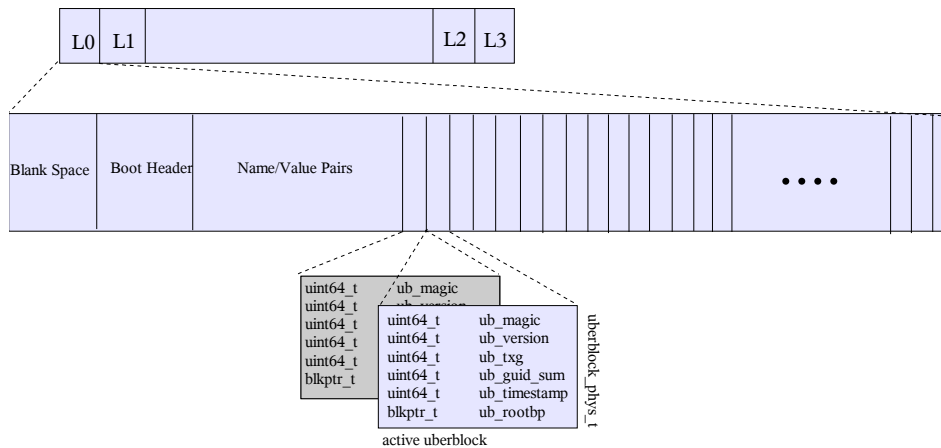 L0 L1 L2 L3
Blank Space Boot Header Name/Value Pairs
uint64_t ub_magic
uint64_t ub_version
uint64_t
uint64_t
uint64_t
blkptr_t
uint64_t ub_magic
uint64_t ub_version
uint64_t ub_txg
uint64_t ub_guid_sum
uint64_t ub_timestamp
blkptr_t ub_rootbp
uberblock_phys_t
active uberblock